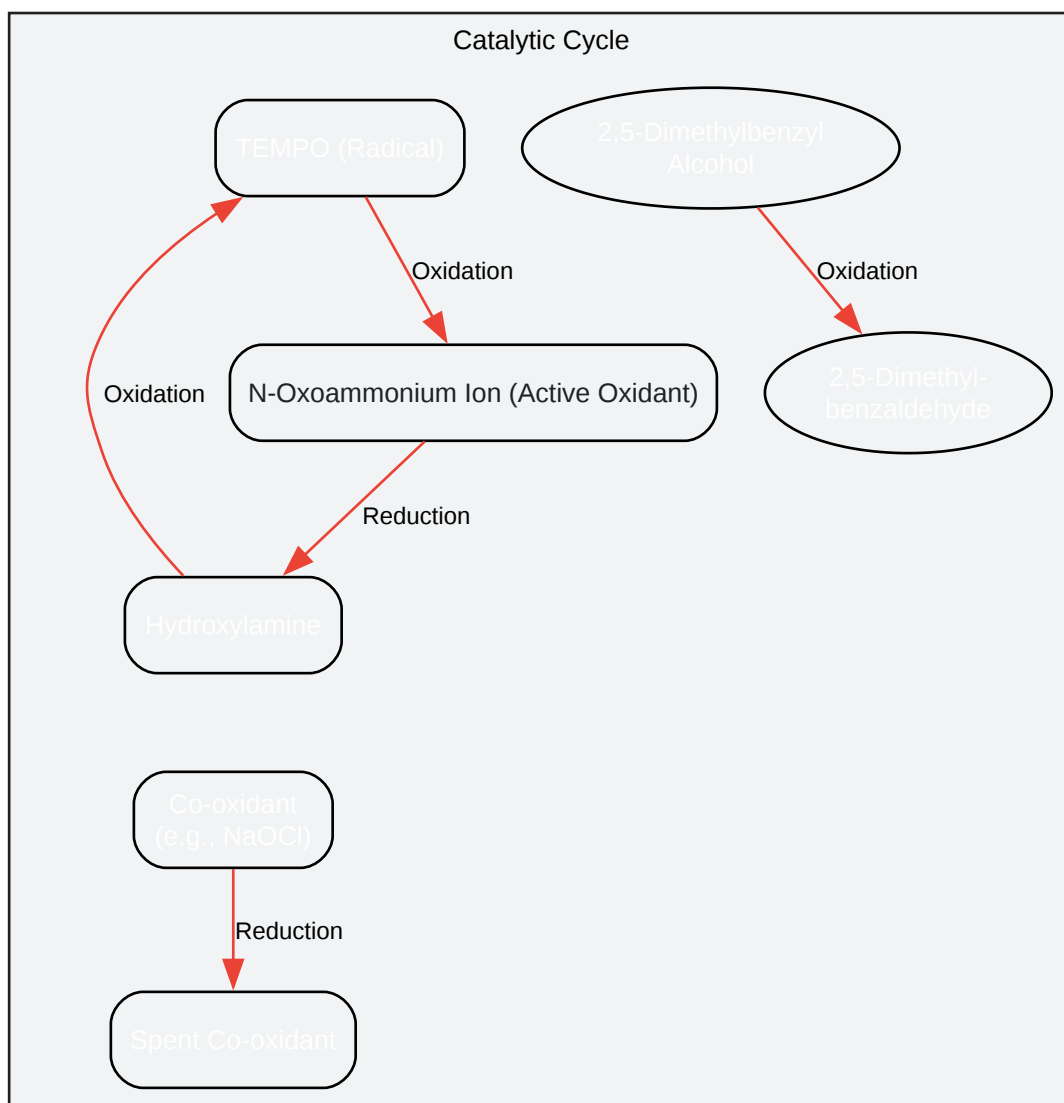 Catalytic Cycle
TEMPO (Radical)
2,5-Dimethylbenzyl
Alcohol
Oxidation
Oxidation
N-Oxoammonium Ion (Active Oxidant)
2,5-Dimethyl-
benzaldehyde
Oxidation
Reduction
Hydroxylamine
Co-oxidant
(e.g., NaOCl)
Reduction
Spent Co-oxidant